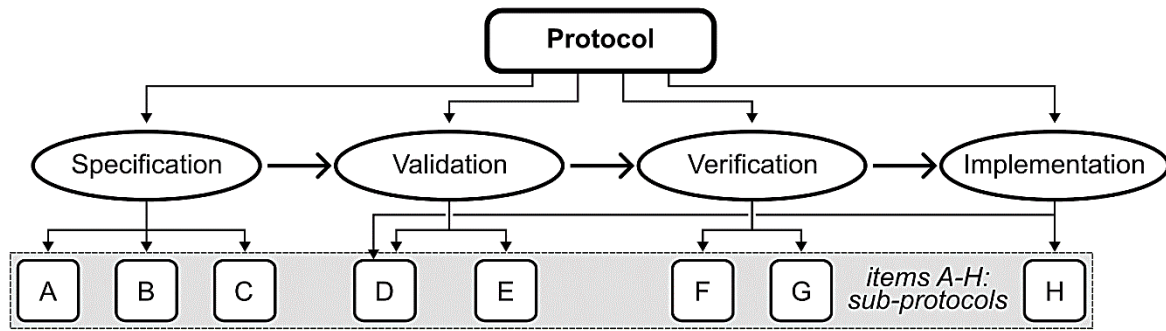 Protocol
Specification
Validation
Verification
Implementation
A
B
C
D
E
F
G
items A-H:
sub-protocols
H